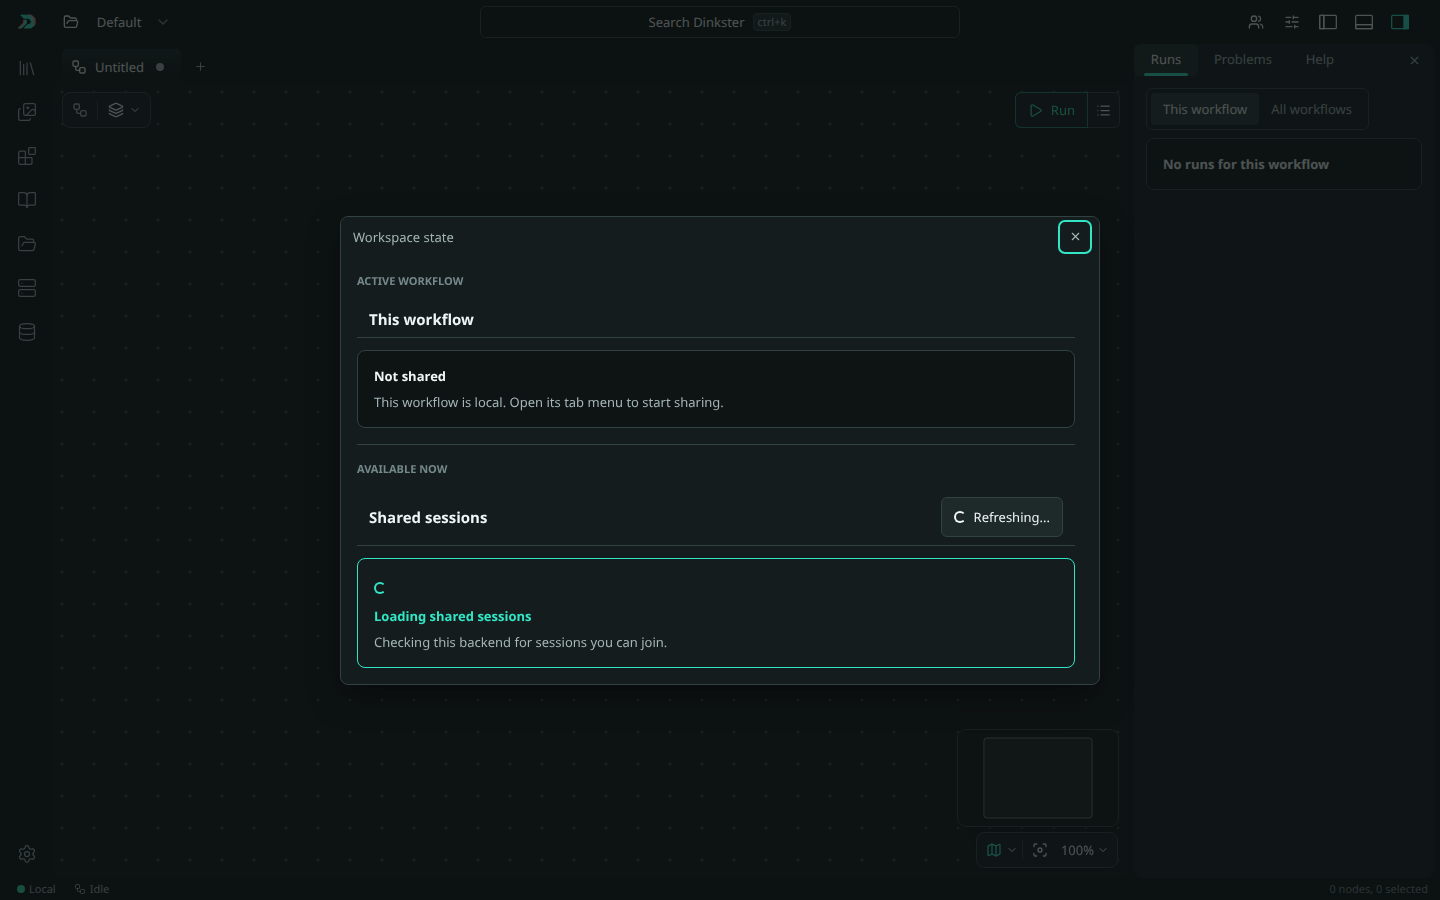 Default
Search Dinkster ctrl+k
Untitled
Runs Problems Help
Run
This workflow All workflows
No runs for this workflow
Workspace state
ACTIVE WORKFLOW
This workflow
Not shared
This workflow is local. Open its tab menu to start sharing.
AVAILABLE NOW
Shared sessions
Refreshing...
Loading shared sessions
Checking this backend for sessions you can join.
100%
Local Idle
0 nodes, 0 selected